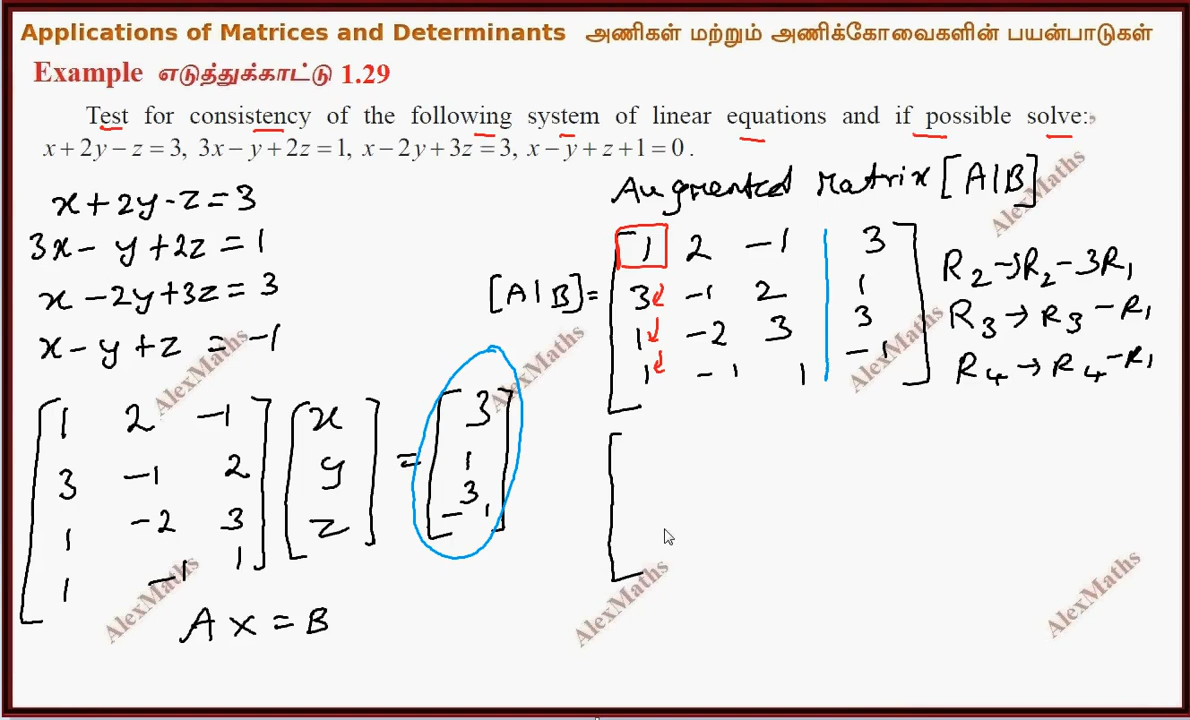 Applications of Matrices and Determinants அணிகள் மற்றும் அணிக்கோவைகளின் பயன்பாடுகள்
Example எடுத்துக்காட்டு 1.29
Test for consistency of the following system of linear equations and if possible solve:
x + 2y − z = 3, 3x − y + 2z = 1, x − 2y + 3z = 3, x − y + z + 1 = 0 .
x + 2y - z = 3
3x - y + 2z = 1
x - 2y + 3z = 3
x - y + z = -1
[ 1 2 -1 ] [ x ] = [ 3 ]
[ 3 -1 2 ] [ y ] [ 1 ]
[ 1 -2 3 ] [ z ] [ 3 ]
[ 1 -1 1 ] [ -1 ]
A X = B
Augmented Matrix [A|B]
[A|B] = [ 1 2 -1 | 3 ]
[ 3 -1 2 | 1 ] R2 → R2 - 3R1
[ 1 -2 3 | 3 ] R3 → R3 - R1
[ 1 -1 1 | -1 ] R4 → R4 - R1
AlexMaths
AlexMaths
AlexMaths
AlexMaths
AlexMaths
AlexMaths
AlexMaths